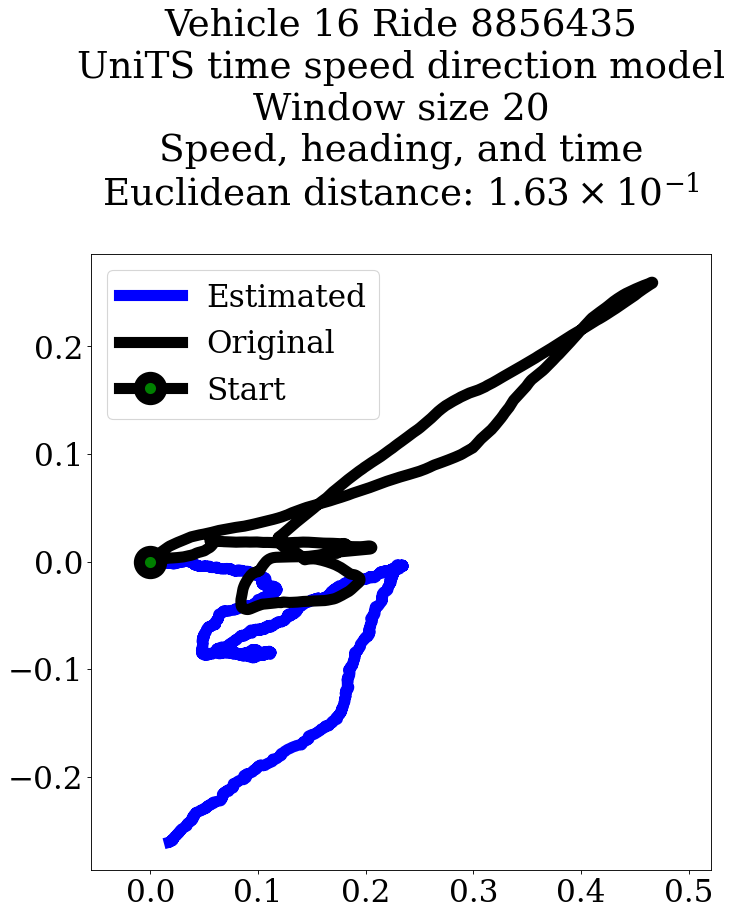 Vehicle 16 Ride 8856435
UniTS time speed direction model
Window size 20
Speed, heading, and time
Euclidean distance: 1.63 × 10⁻¹
Estimated
Original
Start
0.2
0.1
0.0
−0.1
−0.2
0.0 0.1 0.2 0.3 0.4 0.5